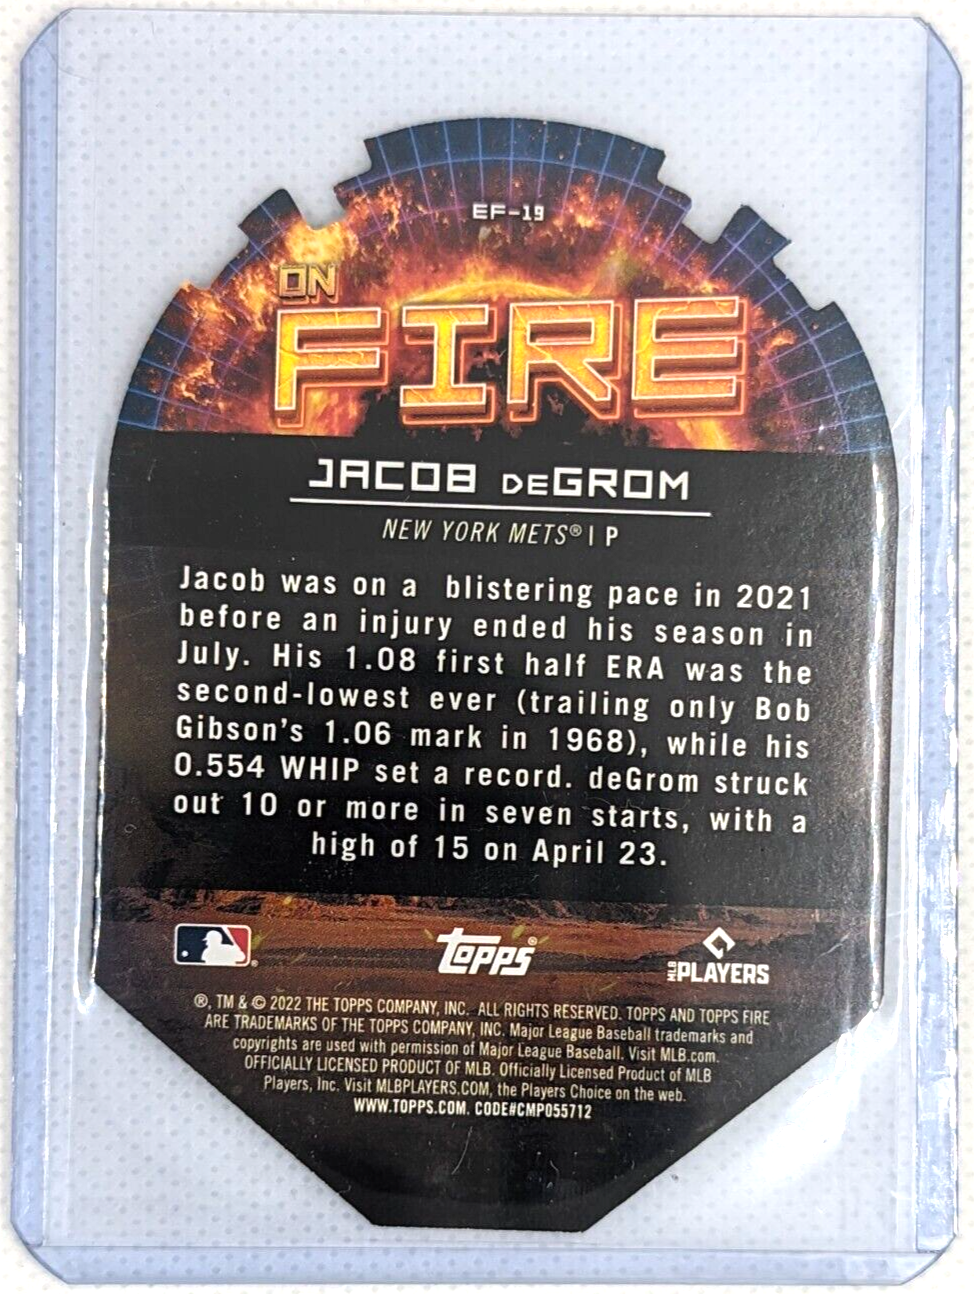 EF-19
ON
FIRE
JACOB DEGROM
NEW YORK METS® | P
Jacob was on a blistering pace in 2021
before an injury ended his season in
July. His 1.08 first half ERA was the
second-lowest ever (trailing only Bob
Gibson's 1.06 mark in 1968), while his
0.554 WHIP set a record. deGrom struck
out 10 or more in seven starts, with a
high of 15 on April 23.
Topps®
MLB PLAYERS
®, TM & © 2022 THE TOPPS COMPANY, INC. ALL RIGHTS RESERVED. TOPPS AND TOPPS FIRE
ARE TRADEMARKS OF THE TOPPS COMPANY, INC. Major League Baseball trademarks and
copyrights are used with permission of Major League Baseball. Visit MLB.com.
OFFICIALLY LICENSED PRODUCT OF MLB. Officially Licensed Product of MLB
Players, Inc. Visit MLBPLAYERS.COM, the Players Choice on the web.
WWW.TOPPS.COM. CODE#CMP055712